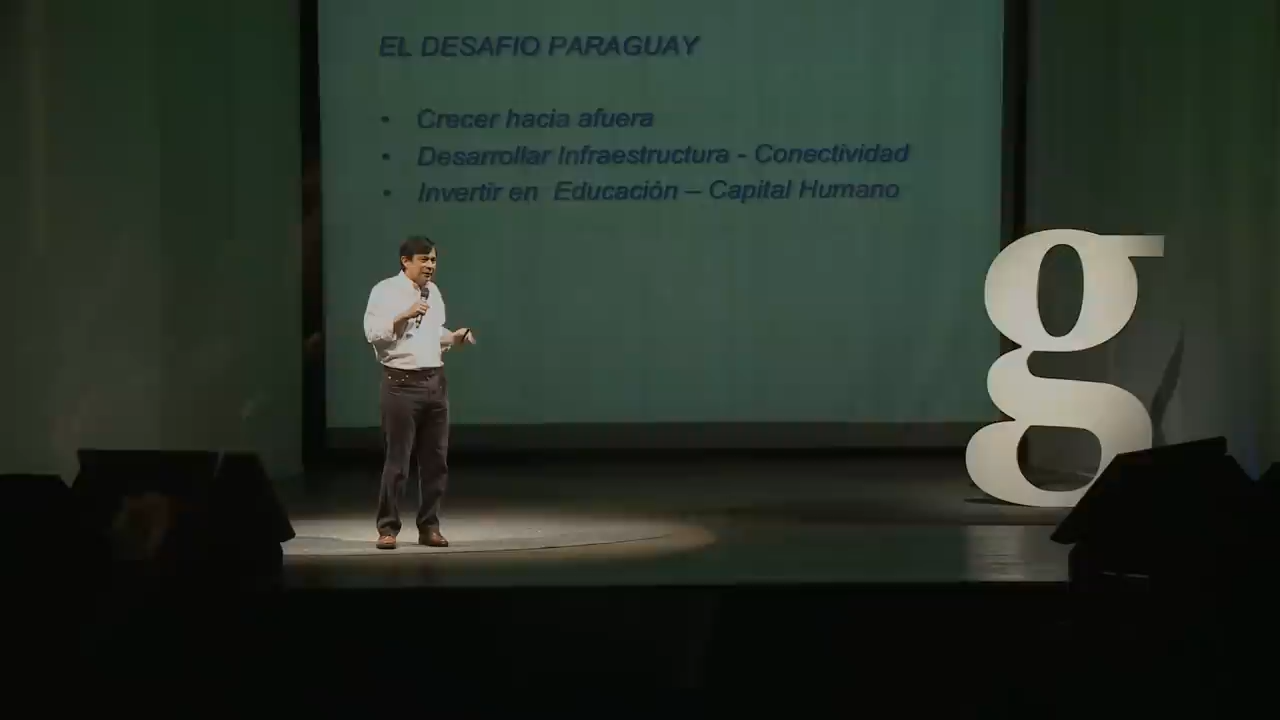 EL DESAFIO PARAGUAY
• Crecer hacia afuera
• Desarrollar Infraestructura - Conectividad
• Invertir en Educación – Capital Humano
g